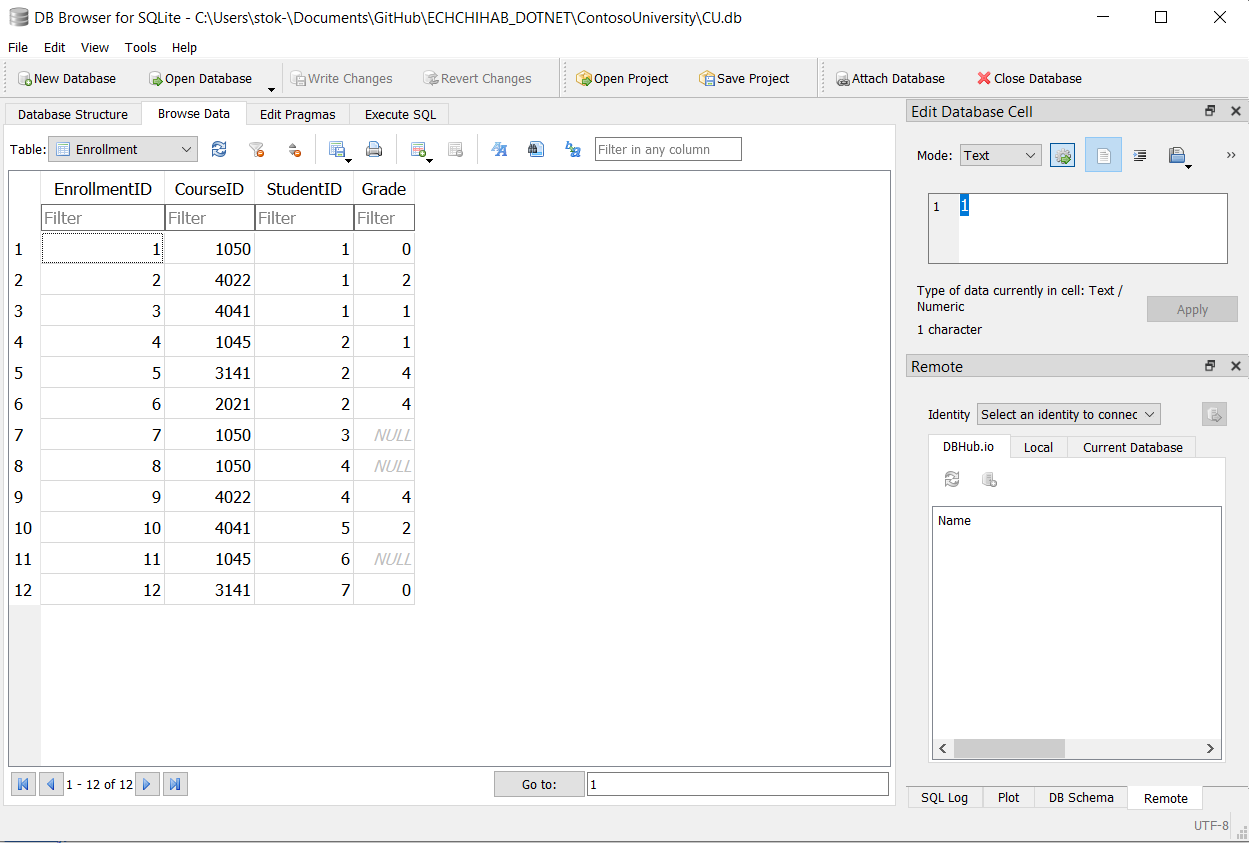 DB Browser for SQLite - C:\Users\stok-\Documents\GitHub\ECHCHIHAB_DOTNET\ContosoUniversity\CU.db
File Edit View Tools Help
New Database Open Database Write Changes Revert Changes Open Project Save Project Attach Database Close Database
Database Structure Browse Data Edit Pragmas Execute SQL
Table: Enrollment Filter in any column
EnrollmentID CourseID StudentID Grade
Filter Filter Filter Filter
1 1 1050 1 0
2 2 4022 1 2
3 3 4041 1 1
4 4 1045 2 1
5 5 3141 2 4
6 6 2021 2 4
7 7 1050 3 NULL
8 8 1050 4 NULL
9 9 4022 4 4
10 10 4041 5 2
11 11 1045 6 NULL
12 12 3141 7 0
1 - 12 of 12 Go to: 1
Edit Database Cell
Mode: Text
1 1
Type of data currently in cell: Text /
Numeric
1 character
Apply
Remote
Identity Select an identity to connec
DBHub.io Local Current Database
Name
SQL Log Plot DB Schema Remote
UTF-8